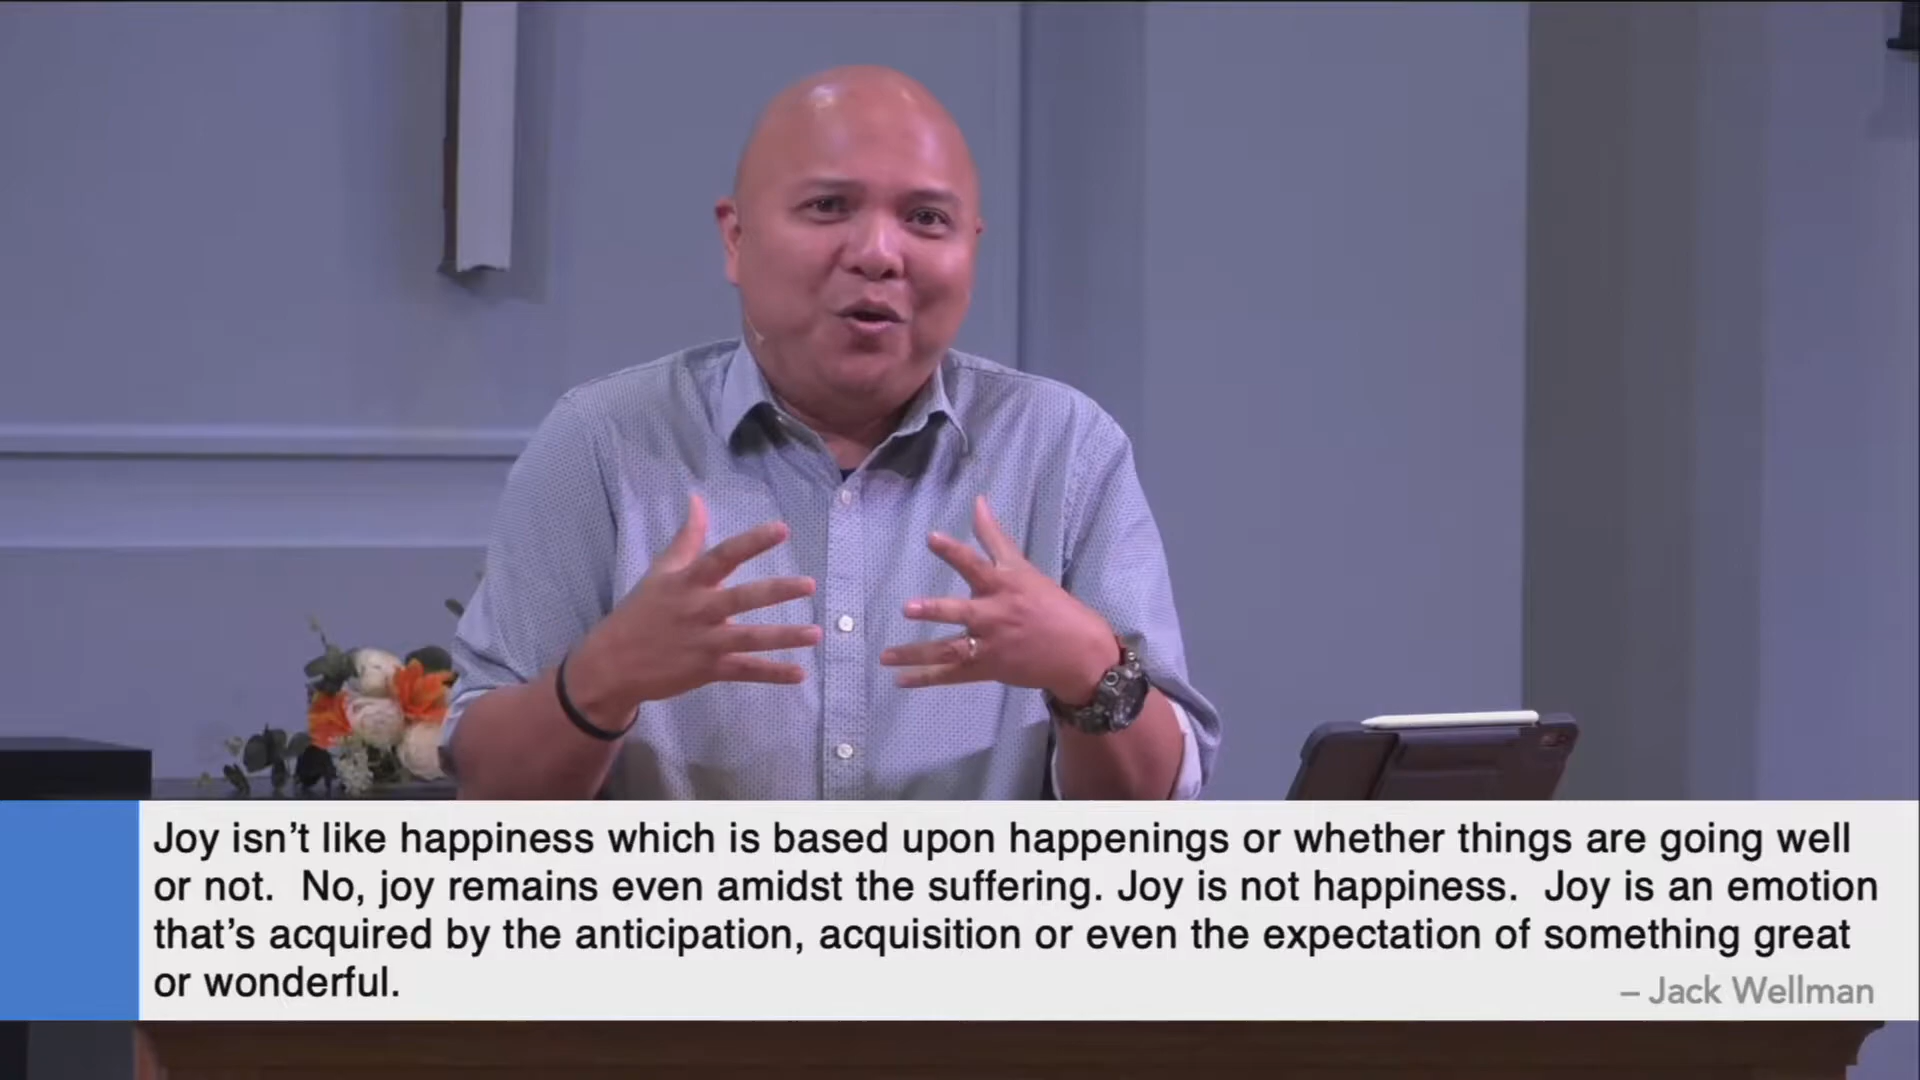 Joy isn’t like happiness which is based upon happenings or whether things are going well
or not.  No, joy remains even amidst the suffering. Joy is not happiness.  Joy is an emotion
that’s acquired by the anticipation, acquisition or even the expectation of something great
or wonderful.
– Jack Wellman